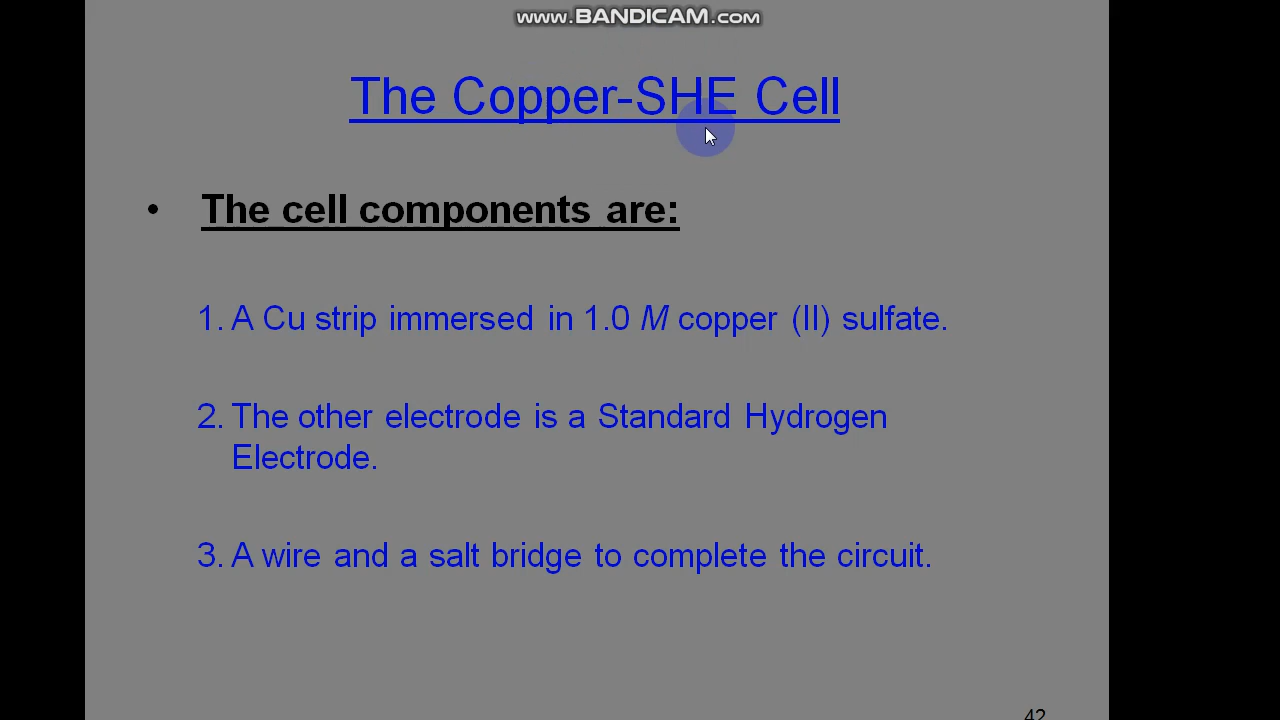 www.BANDICAM.com
The Copper-SHE Cell
• The cell components are:
1. A Cu strip immersed in 1.0 M copper (II) sulfate.
2. The other electrode is a Standard Hydrogen
Electrode.
3. A wire and a salt bridge to complete the circuit.
42